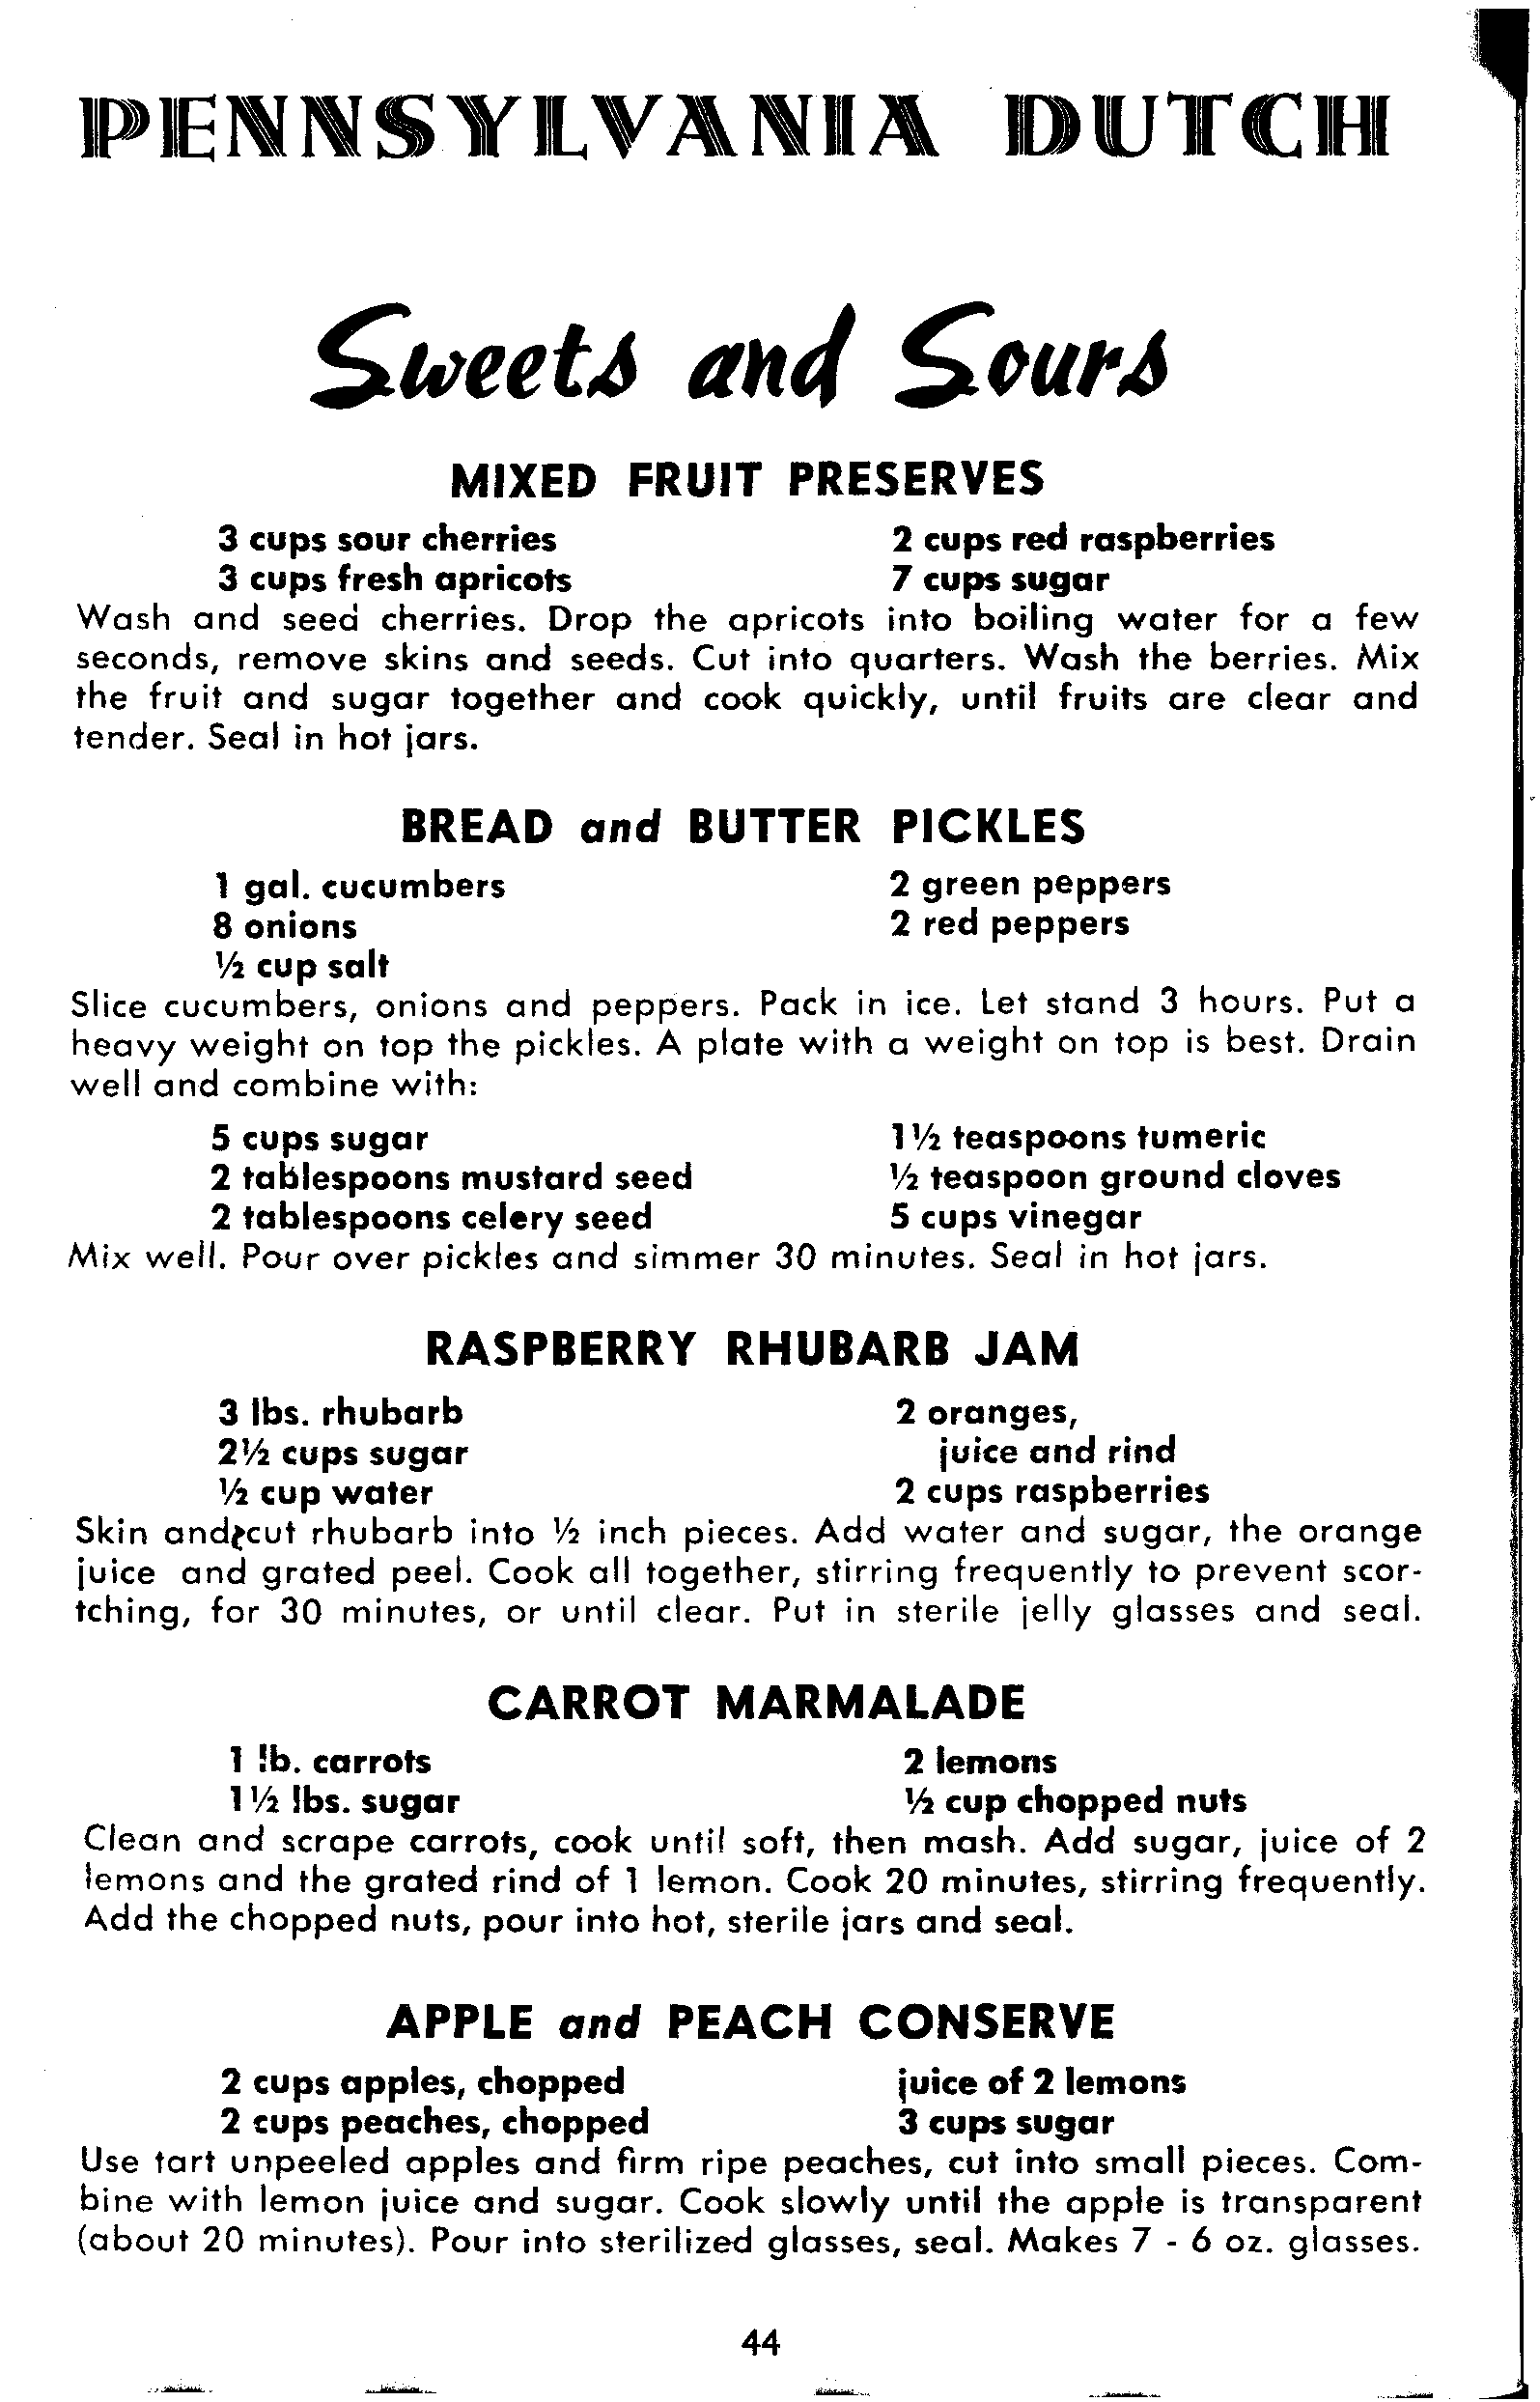 PENNSYLVANIA DUTCH
Sweets and Sours
MIXED FRUIT PRESERVES
3 cups sour cherries 2 cups red raspberries
3 cups fresh apricots 7 cups sugar
Wash and seed cherries. Drop the apricots into boiling water for a few
seconds, remove skins and seeds. Cut into quarters. Wash the berries. Mix
the fruit and sugar together and cook quickly, until fruits are clear and
tender. Seal in hot jars.
BREAD and BUTTER PICKLES
1 gal. cucumbers 2 green peppers
8 onions 2 red peppers
½ cup salt
Slice cucumbers, onions and peppers. Pack in ice. Let stand 3 hours. Put a
heavy weight on top the pickles. A plate with a weight on top is best. Drain
well and combine with:
5 cups sugar 1½ teaspoons tumeric
2 tablespoons mustard seed ½ teaspoon ground cloves
2 tablespoons celery seed 5 cups vinegar
Mix well. Pour over pickles and simmer 30 minutes. Seal in hot jars.
RASPBERRY RHUBARB JAM
3 lbs. rhubarb 2 oranges,
2½ cups sugar juice and rind
½ cup water 2 cups raspberries
Skin and cut rhubarb into ½ inch pieces. Add water and sugar, the orange
juice and grated peel. Cook all together, stirring frequently to prevent scor-
tching, for 30 minutes, or until clear. Put in sterile jelly glasses and seal.
CARROT MARMALADE
1 lb. carrots 2 lemons
1½ lbs. sugar ½ cup chopped nuts
Clean and scrape carrots, cook until soft, then mash. Add sugar, juice of 2
lemons and the grated rind of 1 lemon. Cook 20 minutes, stirring frequently.
Add the chopped nuts, pour into hot, sterile jars and seal.
APPLE and PEACH CONSERVE
2 cups apples, chopped juice of 2 lemons
2 cups peaches, chopped 3 cups sugar
Use tart unpeeled apples and firm ripe peaches, cut into small pieces. Com-
bine with lemon juice and sugar. Cook slowly until the apple is transparent
(about 20 minutes). Pour into sterilized glasses, seal. Makes 7 - 6 oz. glasses.
44